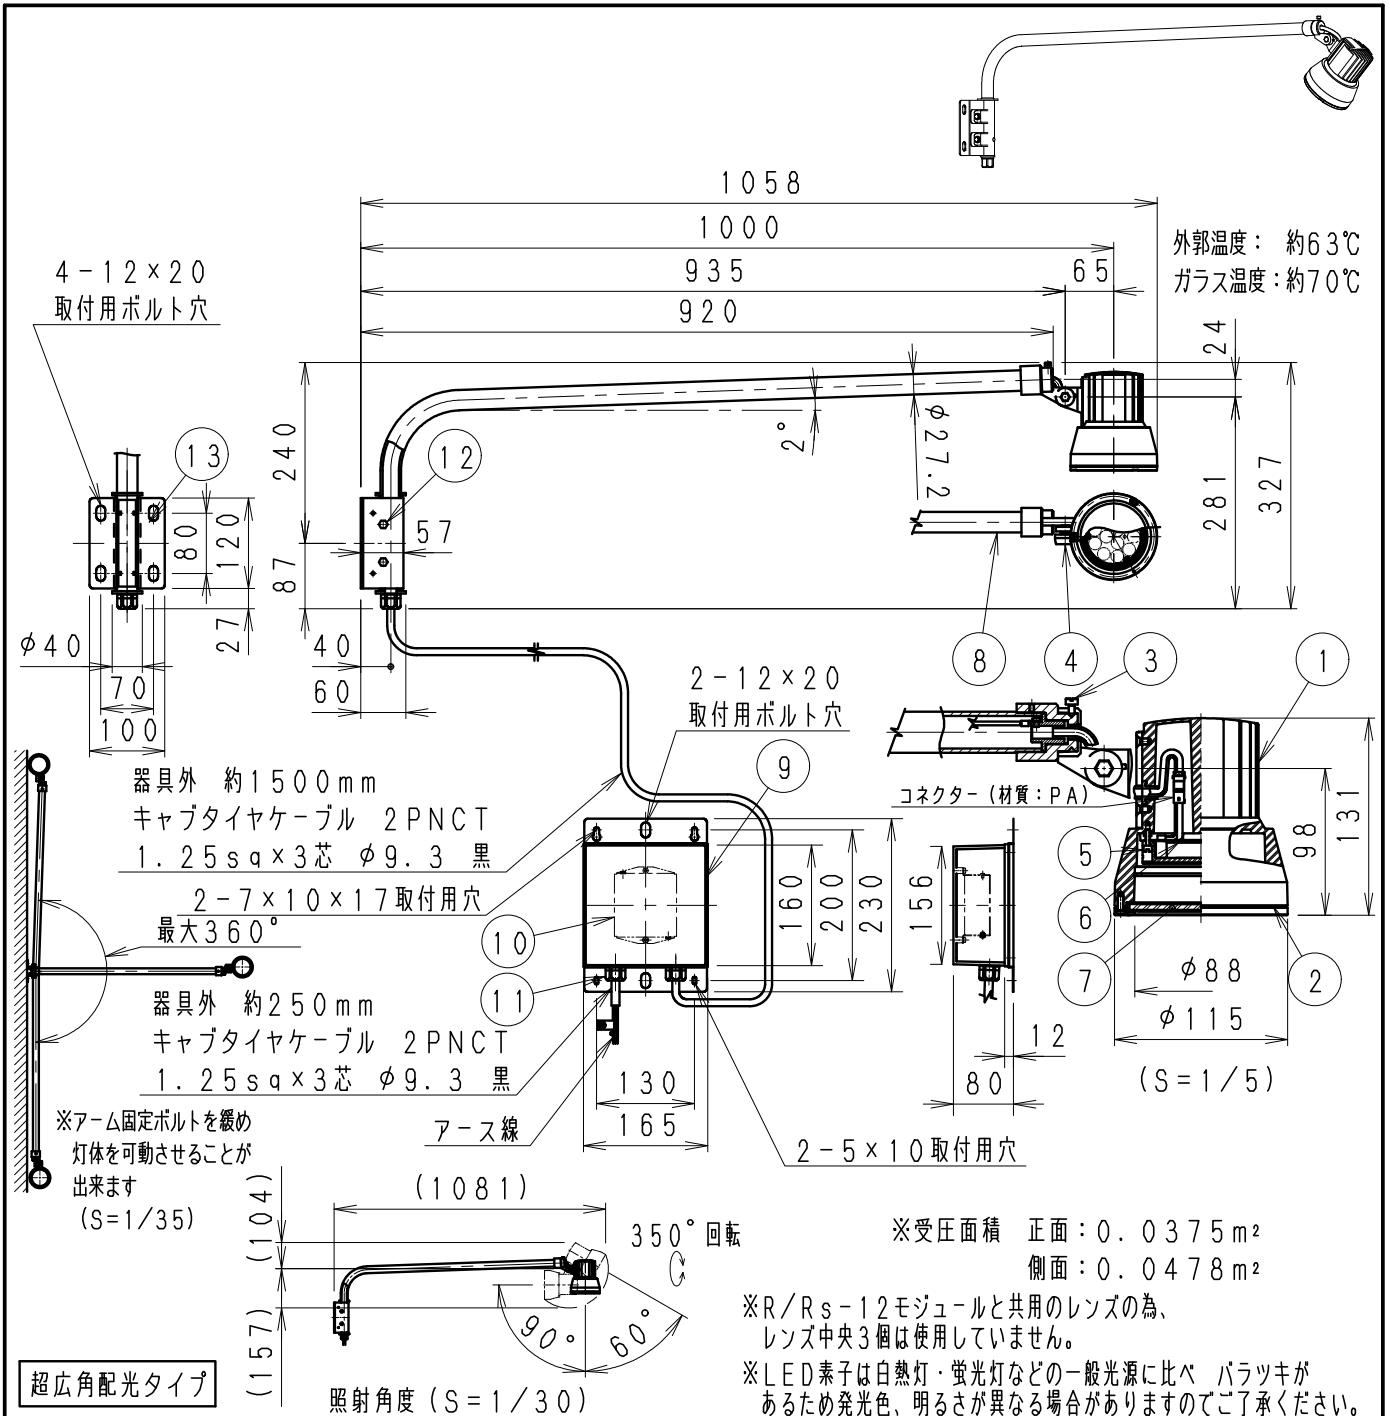 1058
1000
935
65
920
外郭温度： 約63℃
ガラス温度：約70℃
4-12×20
取付用ボルト穴
24
240
2°
φ27.2
281
327
13
12
80
120
57
87
27
φ40
70
100
40
60
8
4
3
1
2-12×20
取付用ボルト穴
9
器具外 約1500mm
キャブタイヤケーブル 2PNCT
1.25sq×3芯 φ9.3 黒
コネクター(材質：PA)
98
131
5
6
7
2
2-7×10×17取付用穴
最大360°
10
11
160
200
230
156
φ88
φ115
(S=1/5)
器具外 約250mm
キャブタイヤケーブル 2PNCT
1.25sq×3芯 φ9.3 黒
12
80
130
165
アース線
2-5×10取付用穴
※アーム固定ボルトを緩め
灯体を可動させることが
出来ます
(S=1/35)
(1081)
(104)
(157)
350°回転
90°
60°
照射角度(S=1/30)
超広角配光タイプ
※受圧面積 正面：0.0375m²
側面：0.0478m²
※R/Rs-12モジュールと共用のレンズの為、
レンズ中央3個は使用していません。
※LED素子は白熱灯・蛍光灯などの一般光源に比べ バラツキが
あるため発光色、明るさが異なる場合がありますのでご了承ください。